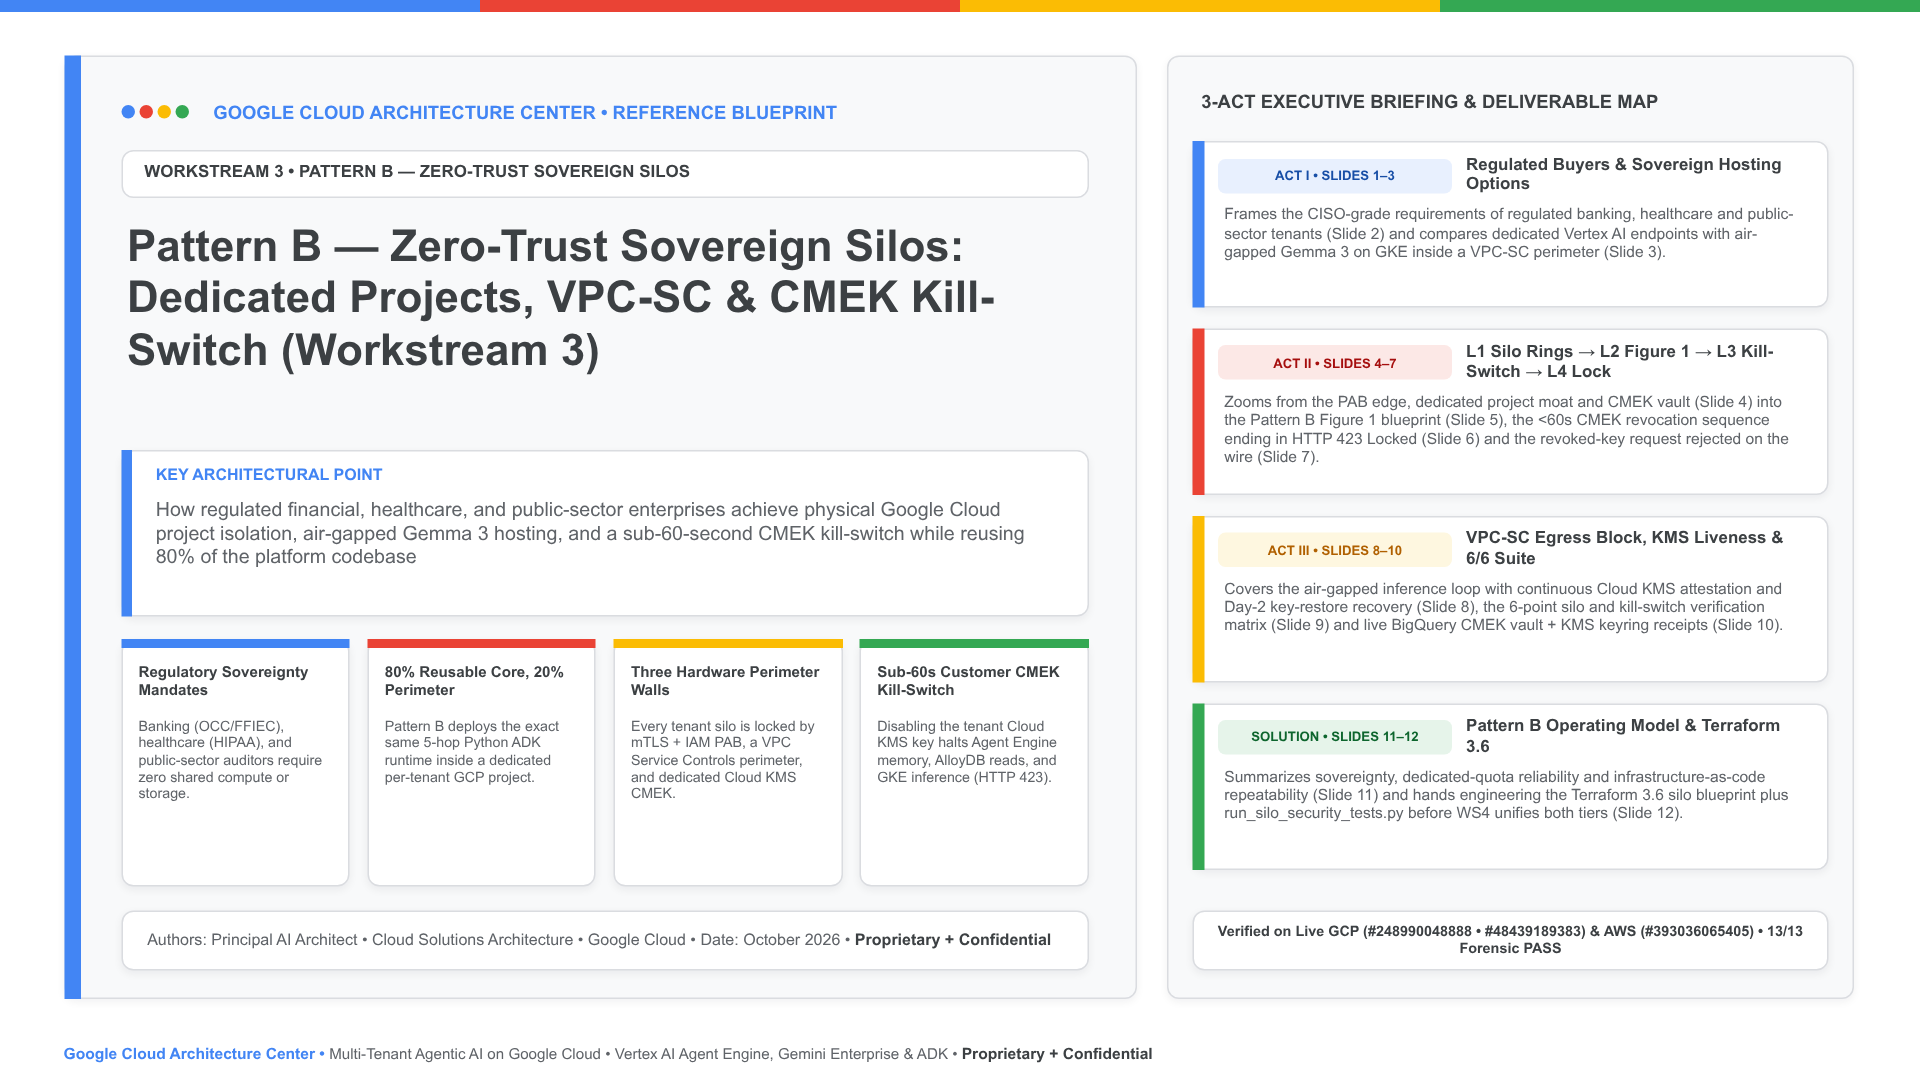 GOOGLE CLOUD ARCHITECTURE CENTER • REFERENCE BLUEPRINT
WORKSTREAM 3 • PATTERN B — ZERO-TRUST SOVEREIGN SILOS
Pattern B — Zero-Trust Sovereign Silos:
Dedicated Projects, VPC-SC & CMEK Kill-
Switch (Workstream 3)
KEY ARCHITECTURAL POINT
How regulated financial, healthcare, and public-sector enterprises achieve physical Google Cloud
project isolation, air-gapped Gemma 3 hosting, and a sub-60-second CMEK kill-switch while reusing
80% of the platform codebase
Regulatory Sovereignty
Mandates
Banking (OCC/FFIEC),
healthcare (HIPAA), and
public-sector auditors require
zero shared compute or
storage.
80% Reusable Core, 20%
Perimeter
Pattern B deploys the exact
same 5-hop Python ADK
runtime inside a dedicated
per-tenant GCP project.
Three Hardware Perimeter
Walls
Every tenant silo is locked by
mTLS + IAM PAB, a VPC
Service Controls perimeter,
and dedicated Cloud KMS
CMEK.
Sub-60s Customer CMEK
Kill-Switch
Disabling the tenant Cloud
KMS key halts Agent Engine
memory, AlloyDB reads, and
GKE inference (HTTP 423).
Authors: Principal AI Architect • Cloud Solutions Architecture • Google Cloud • Date: October 2026 • Proprietary + Confidential
3-ACT EXECUTIVE BRIEFING & DELIVERABLE MAP
ACT I • SLIDES 1–3
Regulated Buyers & Sovereign Hosting
Options
Frames the CISO-grade requirements of regulated banking, healthcare and public-
sector tenants (Slide 2) and compares dedicated Vertex AI endpoints with air-
gapped Gemma 3 on GKE inside a VPC-SC perimeter (Slide 3).
ACT II • SLIDES 4–7
L1 Silo Rings → L2 Figure 1 → L3 Kill-
Switch → L4 Lock
Zooms from the PAB edge, dedicated project moat and CMEK vault (Slide 4) into
the Pattern B Figure 1 blueprint (Slide 5), the <60s CMEK revocation sequence
ending in HTTP 423 Locked (Slide 6) and the revoked-key request rejected on the
wire (Slide 7).
ACT III • SLIDES 8–10
VPC-SC Egress Block, KMS Liveness &
6/6 Suite
Covers the air-gapped inference loop with continuous Cloud KMS attestation and
Day-2 key-restore recovery (Slide 8), the 6-point silo and kill-switch verification
matrix (Slide 9) and live BigQuery CMEK vault + KMS keyring receipts (Slide 10).
SOLUTION • SLIDES 11–12
Pattern B Operating Model & Terraform
3.6
Summarizes sovereignty, dedicated-quota reliability and infrastructure-as-code
repeatability (Slide 11) and hands engineering the Terraform 3.6 silo blueprint plus
run_silo_security_tests.py before WS4 unifies both tiers (Slide 12).
Verified on Live GCP (#248990048888 • #48439189383) & AWS (#393036065405) • 13/13
Forensic PASS
Google Cloud Architecture Center • Multi-Tenant Agentic AI on Google Cloud • Vertex AI Agent Engine, Gemini Enterprise & ADK • Proprietary + Confidential